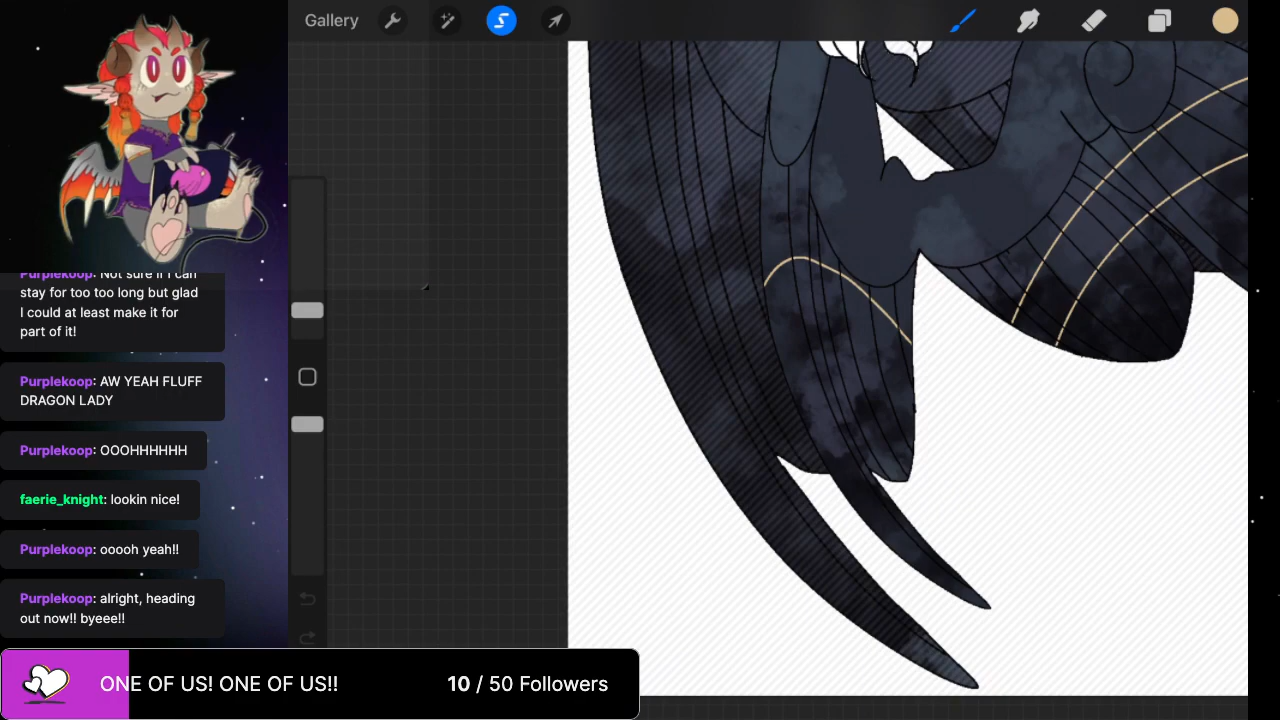 Gallery
Purplekoop: Not sure if I can
stay for too too long but glad
I could at least make it for
part of it!
Purplekoop: AW YEAH FLUFF
DRAGON LADY
Purplekoop: OOOHHHHHH
faerie_knight: lookin nice!
Purplekoop: ooooh yeah!!
Purplekoop: alright, heading
out now!! byeee!!
ONE OF US! ONE OF US!! 10 / 50 Followers